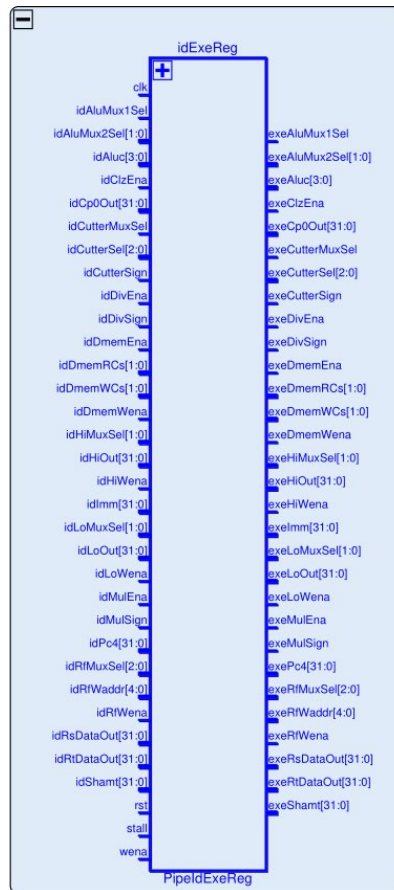 idExeReg
clk
idAluMux1Sel
idAluMux2Sel[1:0] exeAluMux1Sel
idAluc[3:0] exeAluMux2Sel[1:0]
idClzEna exeAluc[3:0]
idCp0Out[31:0] exeClzEna
idCutterMuxSel exeCp0Out[31:0]
idCutterSel[2:0] exeCutterMuxSel
idCutterSign exeCutterSel[2:0]
idDivEna exeCutterSign
idDivSign exeDivEna
idDmemEna exeDivSign
idDmemRCs[1:0] exeDmemEna
idDmemWCs[1:0] exeDmemRCs[1:0]
idDmemWena exeDmemWCs[1:0]
idHiMuxSel[1:0] exeDmemWena
idHiOut[31:0] exeHiMuxSel[1:0]
idHiWena exeHiOut[31:0]
idImm[31:0] exeHiWena
idLoMuxSel[1:0] exeImm[31:0]
idLoOut[31:0] exeLoMuxSel[1:0]
idLoWena exeLoOut[31:0]
idMulEna exeLoWena
idMulSign exeMulEna
idPc4[31:0] exeMulSign
idRfMuxSel[2:0] exePc4[31:0]
idRfWaddr[4:0] exeRfMuxSel[2:0]
idRfWena exeRfWaddr[4:0]
idRsDataOut[31:0] exeRfWena
idRtDataOut[31:0] exeRsDataOut[31:0]
idShamt[31:0] exeRtDataOut[31:0]
rst exeShamt[31:0]
stall
wena
PipeIdExeReg